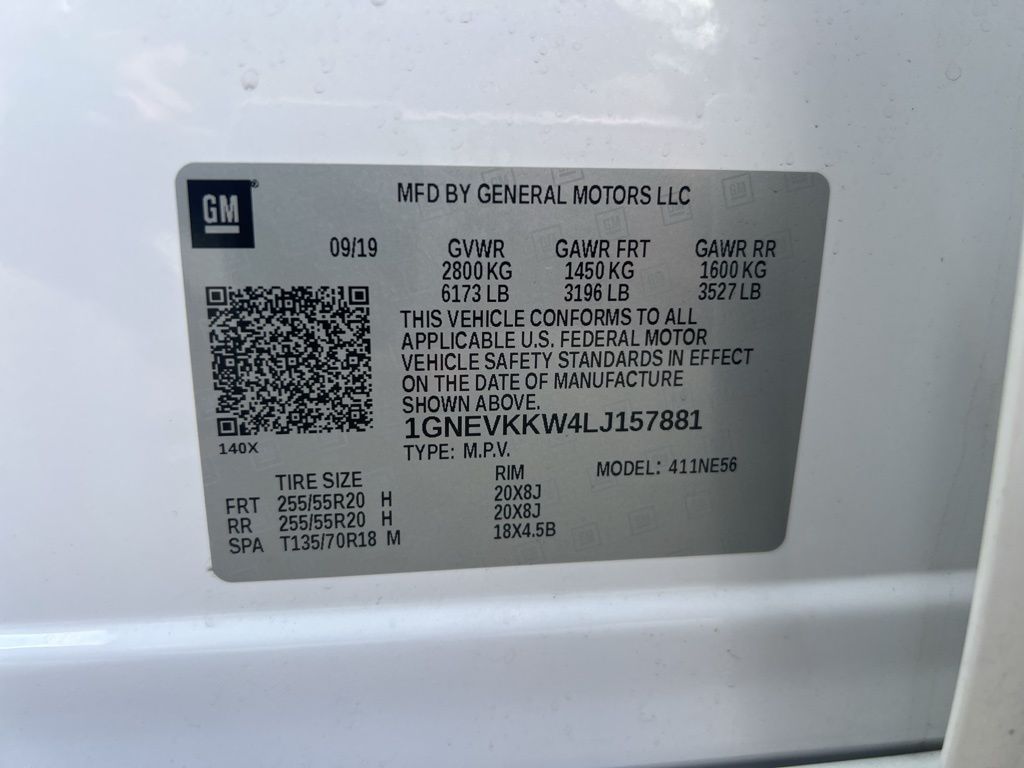 GM
MFD BY GENERAL MOTORS LLC
09/19 GVWR GAWR FRT GAWR RR
2800 KG 1450 KG 1600 KG
6173 LB 3196 LB 3527 LB
THIS VEHICLE CONFORMS TO ALL
APPLICABLE U.S. FEDERAL MOTOR
VEHICLE SAFETY STANDARDS IN EFFECT
ON THE DATE OF MANUFACTURE
SHOWN ABOVE.
1GNEVKKW4LJ157881
140X
TYPE: M.P.V.
TIRE SIZE RIM MODEL: 411NE56
FRT 255/55R20 H 20X8J
RR 255/55R20 H 20X8J
SPA T135/70R18 M 18X4.5B